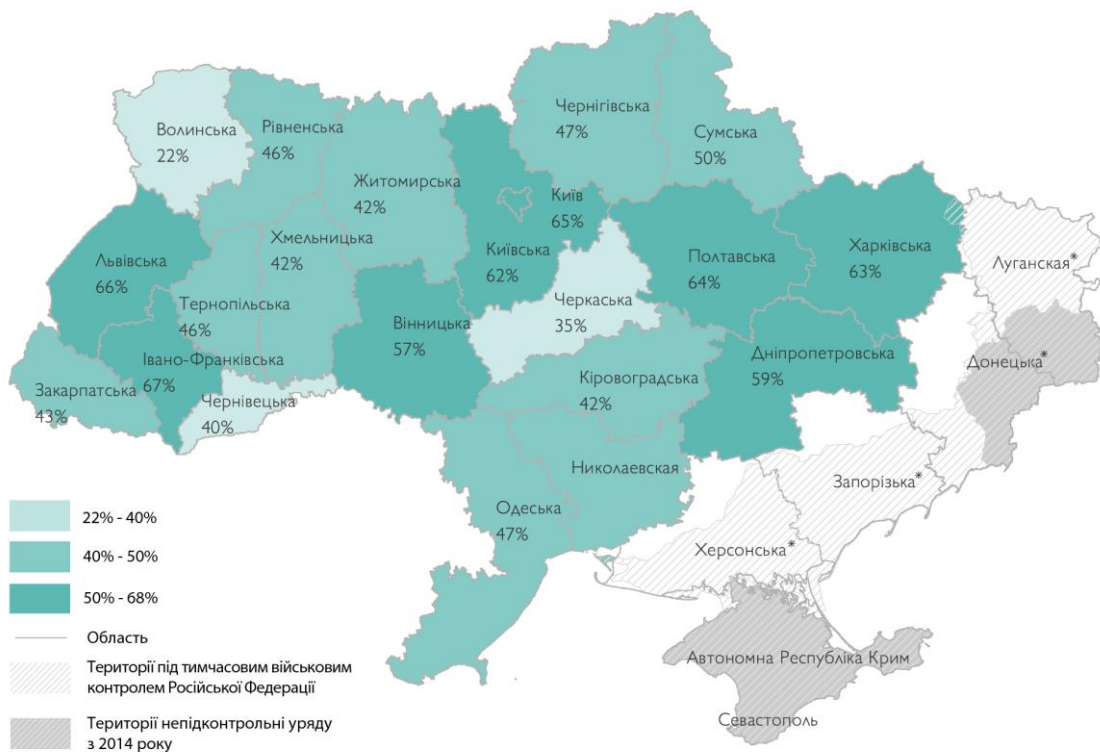 Волинська
22%
Рівненська
46%
Житомирська
42%
Чернігівська
47%
Сумська
50%
Київ
65%
Київська
62%
Львівська
66%
Тернопільська
46%
Хмельницька
42%
Вінницька
57%
Черкаська
35%
Полтавська
64%
Харківська
63%
Луганская*
Донецька*
Дніпропетровська
59%
Кіровоградська
42%
Івано-Франківська
67%
Закарпатська
43%
Чернівецька
40%
Одеська
47%
Николаевская
Запорізька*
Херсонська*
Автономна Республіка Крим
Севастополь
22% - 40%
40% - 50%
50% - 68%
Область
Території під тимчасовим військовим
контролем Російської Федерації
Території непідконтрольні уряду
з 2014 року